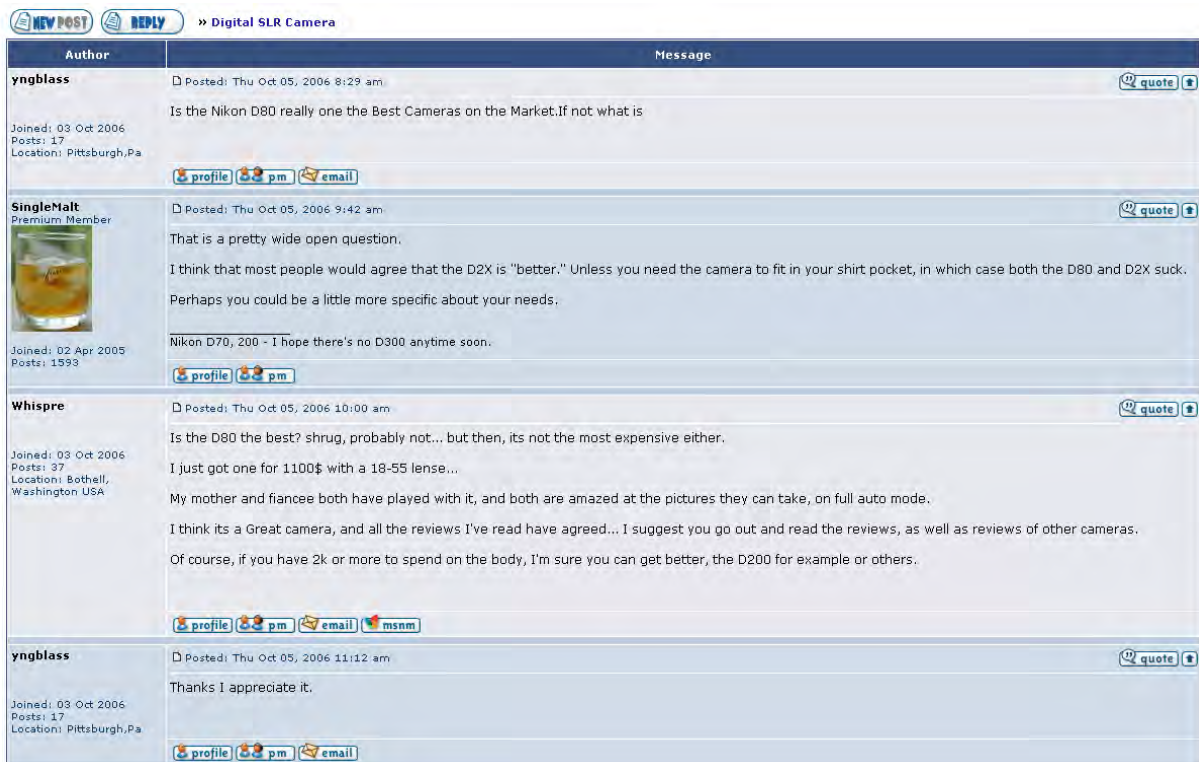 NEW POST REPLY » Digital SLR Camera
Author Message
yngblass
Posted: Thu Oct 05, 2006 8:29 am quote
Is the Nikon D80 really one the Best Cameras on the Market.If not what is
Joined: 03 Oct 2006
Posts: 17
Location: Pittsburgh,Pa
profile pm email
SingleMalt
Premium Member
Posted: Thu Oct 05, 2006 9:42 am quote
That is a pretty wide open question.
I think that most people would agree that the D2X is "better." Unless you need the camera to fit in your shirt pocket, in which case both the D80 and D2X suck.
Perhaps you could be a little more specific about your needs.
Nikon D70, 200 - I hope there's no D300 anytime soon.
Joined: 02 Apr 2005
Posts: 1593
profile pm
Whispre
Posted: Thu Oct 05, 2006 10:00 am quote
Is the D80 the best? shrug, probably not... but then, its not the most expensive either.
Joined: 03 Oct 2006
Posts: 37
Location: Bothell,
Washington USA
I just got one for 1100$ with a 18-55 lense...
My mother and fiancee both have played with it, and both are amazed at the pictures they can take, on full auto mode.
I think its a Great camera, and all the reviews I've read have agreed... I suggest you go out and read the reviews, as well as reviews of other cameras.
Of course, if you have 2k or more to spend on the body, I'm sure you can get better, the D200 for example or others.
profile pm email msnm
yngblass
Posted: Thu Oct 05, 2006 11:12 am quote
Thanks I appreciate it.
Joined: 03 Oct 2006
Posts: 17
Location: Pittsburgh,Pa
profile pm email